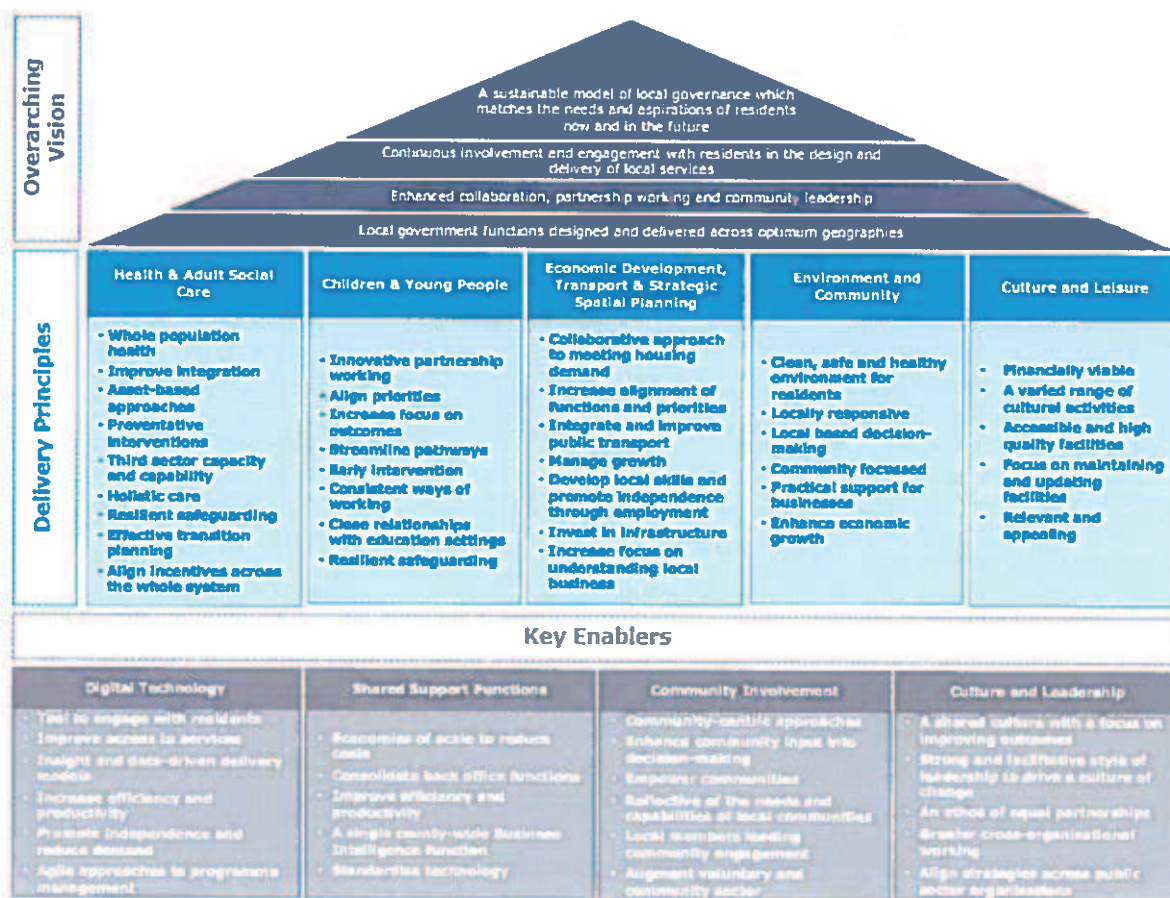 Overarching
Vision
A sustainable model of local governance which
matches the needs and aspirations of residents
now and in the future
Continuous involvement and engagement with residents in the design and
delivery of local services
Enhanced collaboration, partnership working and community leadership
Local government functions designed and delivered across optimum geographies
Delivery Principles
Health & Adult Social
Care
• Whole population
health
• Improve integration
• Asset-based
approaches
• Preventative
interventions
• Third sector capacity
and capability
• Holistic care
• Resilient safeguarding
• Effective transition
planning
• Align incentives across
the whole system
Children & Young People
• Innovative partnership
working
• Align priorities
• Increase focus on
outcomes
• Streamline pathways
• Early intervention
• Consistent ways of
working
• Close relationships
with education settings
• Resilient safeguarding
Economic Development,
Transport & Strategic
Spatial Planning
• Collaborative approach
to meeting housing
demand
• Increase alignment of
functions and priorities
• Integrate and improve
public transport
• Manage growth
• Develop local skills and
promote independence
through employment
• Invest in infrastructure
• Increase focus on
understanding local
business
Environment and
Community
• Clean, safe and healthy
environment for
residents
• Locally responsive
• Local based decision-
making
• Community focussed
• Practical support for
businesses
• Enhance economic
growth
Culture and Leisure
• Financially viable
• A varied range of
cultural activities
• Accessible and high
quality facilities
• Focus on maintaining
and updating
facilities
• Relevant and
appealing
Key Enablers
Digital Technology
• Tool to engage with residents
• Improve access to services
• Insight and data-driven delivery
models
• Increase efficiency and
productivity
• Promote independence and
reduce demand
• Agile approaches to programme
management
Shared Support Functions
• Economies of scale to reduce
costs
• Consolidate back office functions
• Improve efficiency and
productivity
• A single county-wide Business
Intelligence function
• Standardise technology
Community Involvement
• Community-centric approaches
• Enhance community input into
decision-making
• Empower communities
• Reflective of the needs and
capabilities of local communities
• Local members leading
community engagement
• Augment voluntary and
community sector
Culture and Leadership
• A shared culture with a focus on
improving outcomes
• Strong and facilitative style of
leadership to drive a culture of
change
• An ethos of equal partnerships
• Greater cross-organisational
working
• Align strategies across public
sector organisations